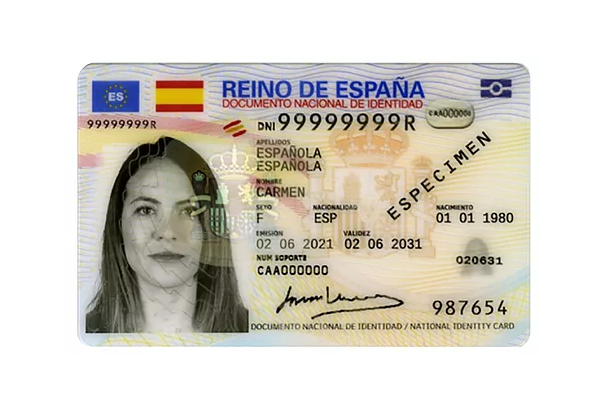 ES
REINO DE ESPAÑA
DOCUMENTO NACIONAL DE IDENTIDAD
CAA000000
99999999R
DNI 99999999R
APELLIDOS
ESPAÑOLA
ESPAÑOLA
NOMBRE
CARMEN
ESPECIMEN
SEXO NACIONALIDAD NACIMIENTO
F ESP 01 01 1980
EMISIÓN VALIDEZ
02 06 2021 02 06 2031
NUM SOPORTE
CAA000000
020631
987654
DOCUMENTO NACIONAL DE IDENTIDAD / NATIONAL IDENTITY CARD